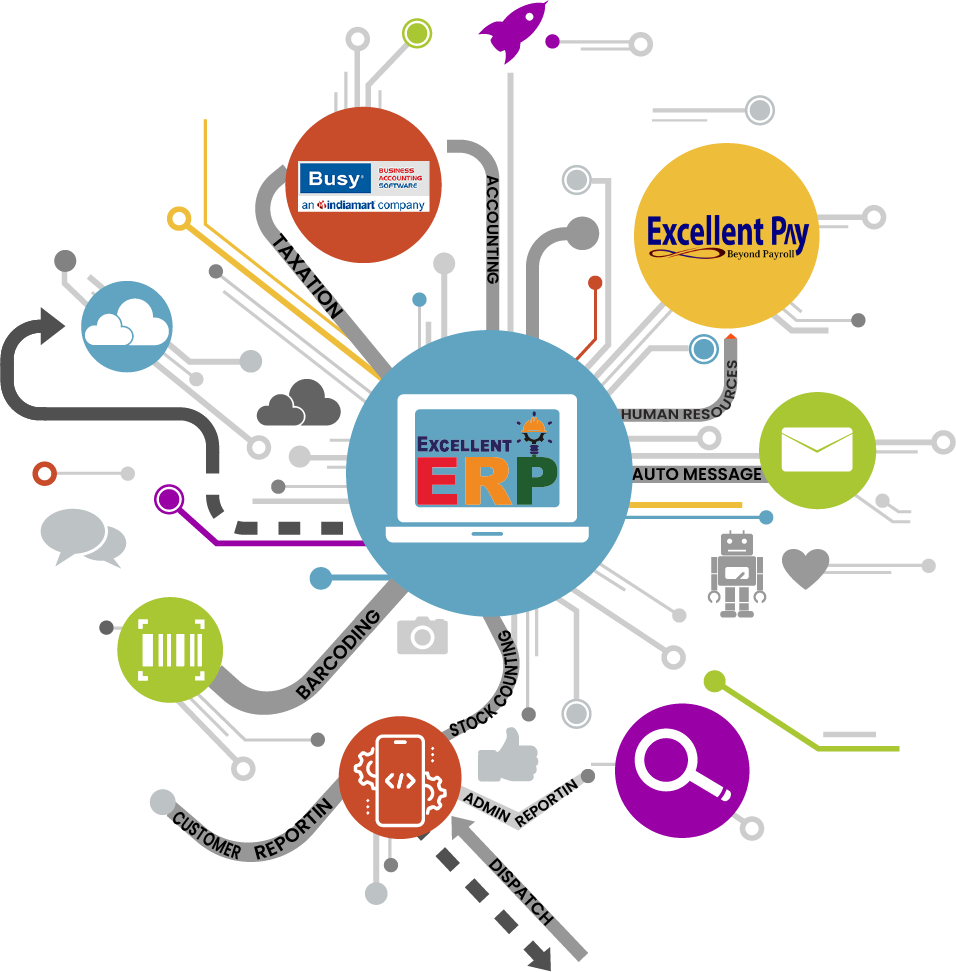 Busy
BUSINESS
ACCOUNTING
SOFTWARE
an indiamart company
ACCOUNTING
TAXATION
Excellent Pay
Beyond Payroll
HUMAN RESOURCES
EXCELLENT
ERP
AUTO MESSAGE
BARCODING
STOCK COUNTING
</>
ADMIN REPORTIN
CUSTOMER REPORTIN
DISPATCH